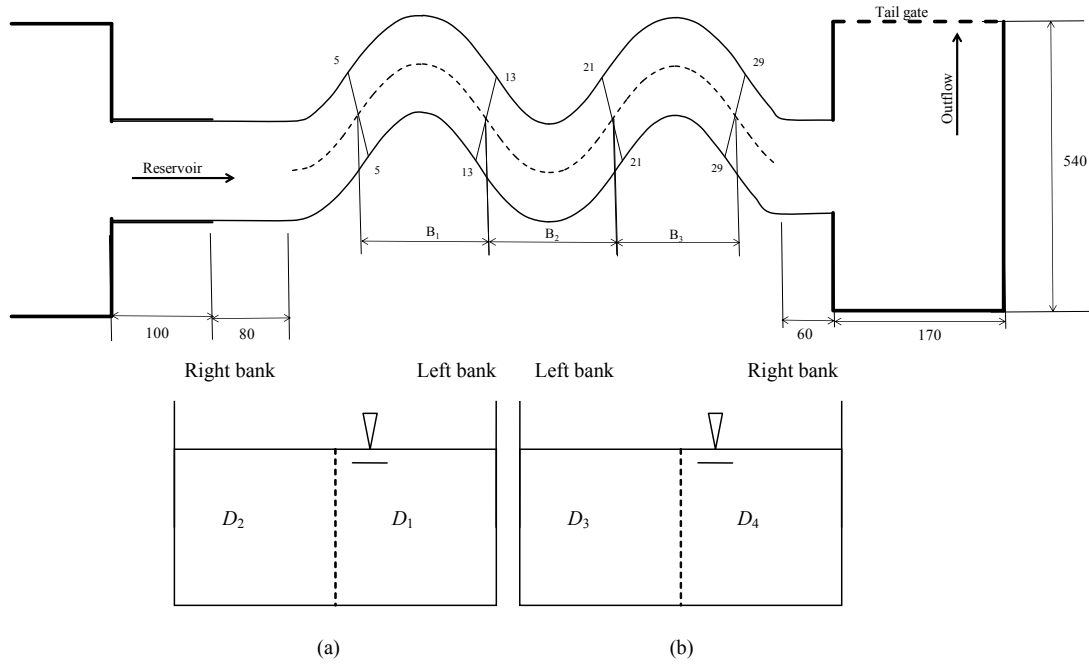 Tail gate
5
13
21
29
Outflow
Reservoir
540
5
13
21
29
B₁
B₂
B₃
100
80
60
170
Right bank
Left bank
Left bank
Right bank
D₂
D₁
D₃
D₄
(a)
(b)